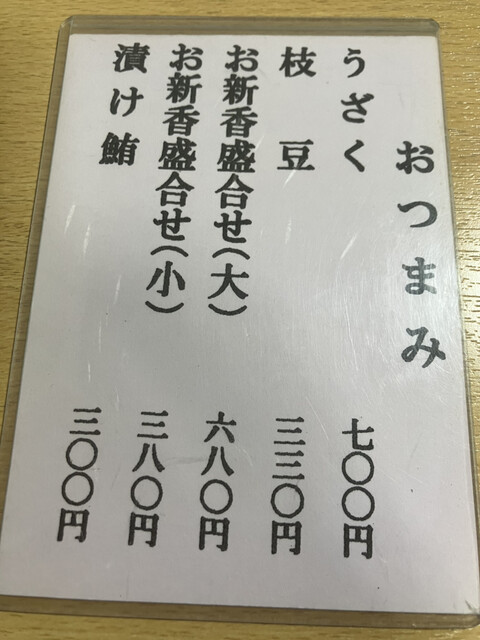 おつまみ
うざく 七〇〇円
枝豆 三三〇円
お新香盛合せ(大) 六八〇円
お新香盛合せ(小) 三八〇円
漬け鮪 三〇〇円